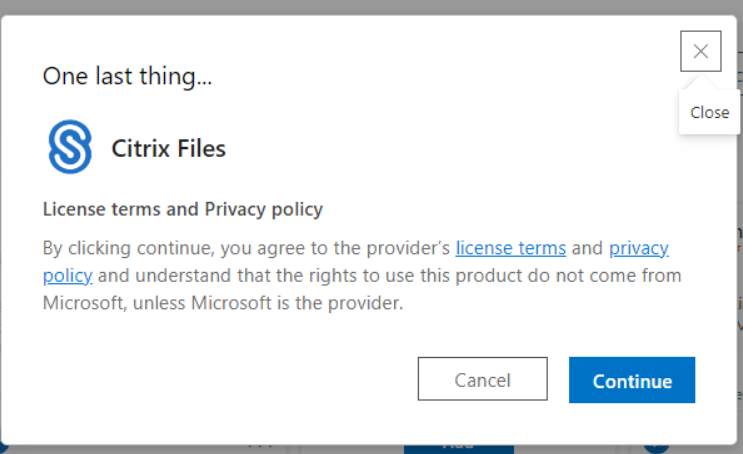 One last thing...
Close
Citrix Files
License terms and Privacy policy
By clicking continue, you agree to the provider's license terms and privacy
policy and understand that the rights to use this product do not come from
Microsoft, unless Microsoft is the provider.
Cancel
Continue
Add